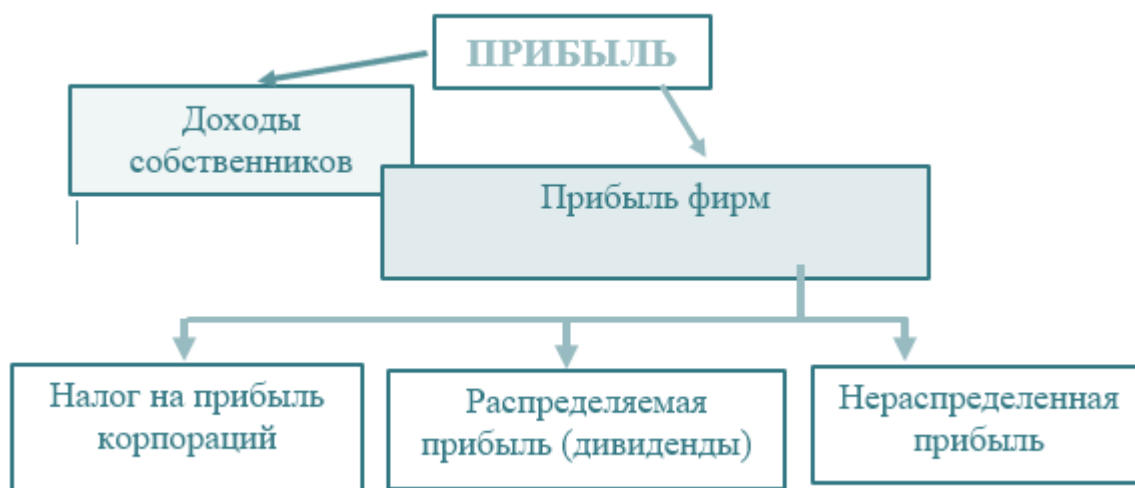 ПРИБЫЛЬ
Доходы
собственников
Прибыль фирм
Налог на прибыль
корпораций
Распределяемая
прибыль (дивиденды)
Нераспределенная
прибыль